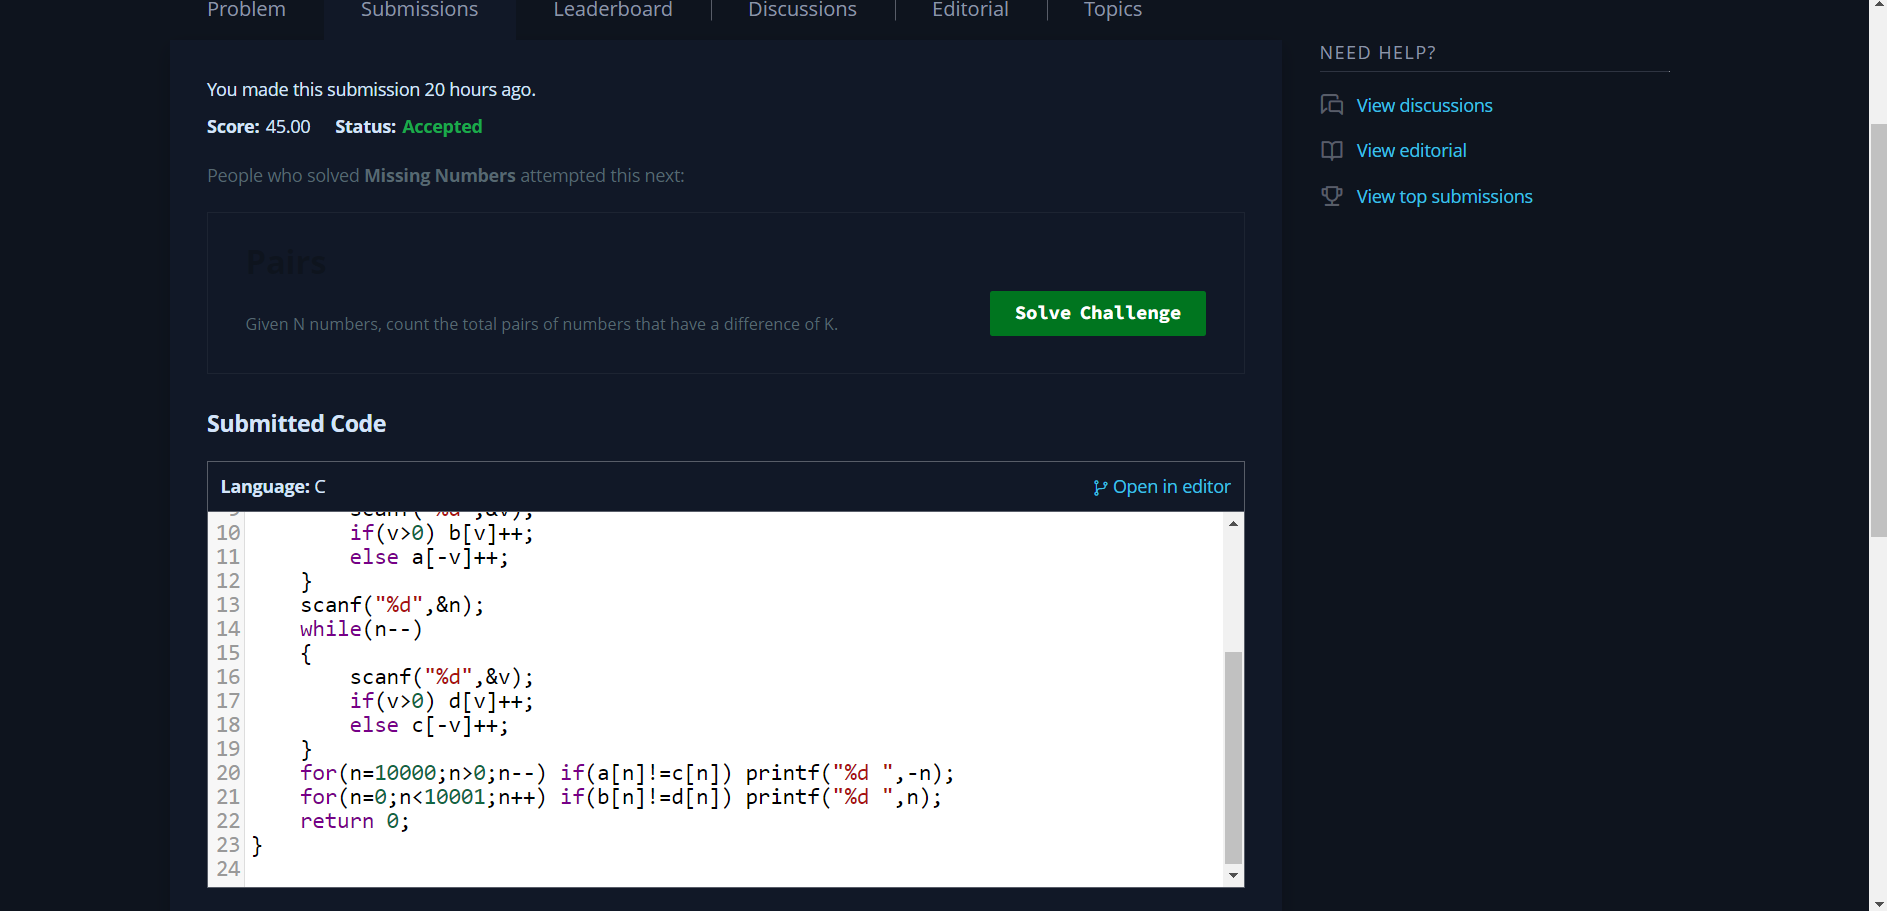 Problem
Submissions
Leaderboard
Discussions
Editorial
Topics
You made this submission 20 hours ago.
Score: 45.00 Status: Accepted
People who solved Missing Numbers attempted this next:
Pairs
Given N numbers, count the total pairs of numbers that have a difference of K.
Solve Challenge
Submitted Code
Language: C
Open in editor
9 scanf("%d",&v);
10 if(v>0) b[v]++;
11 else a[-v]++;
12 }
13 scanf("%d",&n);
14 while(n--)
15 {
16 scanf("%d",&v);
17 if(v>0) d[v]++;
18 else c[-v]++;
19 }
20 for(n=10000;n>0;n--) if(a[n]!=c[n]) printf("%d ",-n);
21 for(n=0;n<10001;n++) if(b[n]!=d[n]) printf("%d ",n);
22 return 0;
23 }
24
NEED HELP?
View discussions
View editorial
View top submissions